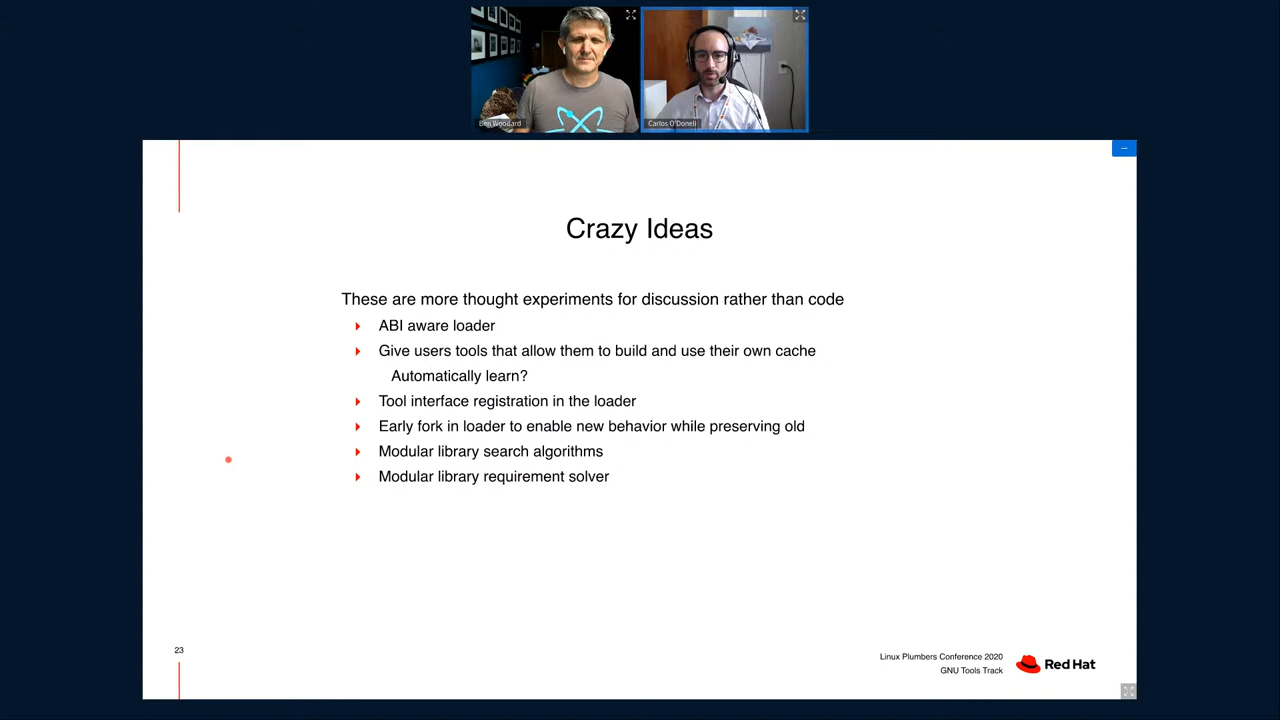 Ben Woodard
Carlos O'Donell
Crazy Ideas
These are more thought experiments for discussion rather than code
ABI aware loader
Give users tools that allow them to build and use their own cache
Automatically learn?
Tool interface registration in the loader
Early fork in loader to enable new behavior while preserving old
Modular library search algorithms
Modular library requirement solver
23
Linux Plumbers Conference 2020
GNU Tools Track
Red Hat